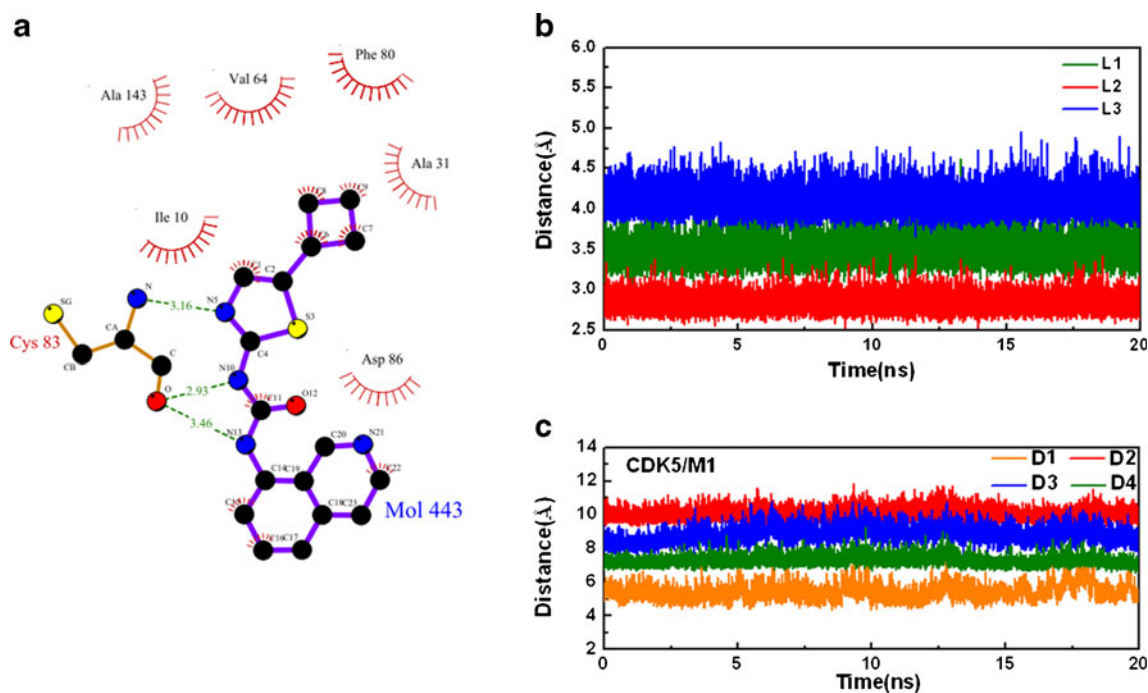 a
Phe 80
Val 64
Ala 143
Ala 31
C8
C9
C6
C7
Ile 10
C1
C2
N
N5
3.16
SG
S3
CA
Cys 83
C4
CB
C
Asp 86
N10
O
2.93
C11
O12
3.46
N13
C20
N21
C14
C19
C22
C18
C23
Mol 443
C16
C17
b
6.0
5.5
5.0
4.5
4.0
3.5
3.0
2.5
Distance(Å)
L1
L2
L3
0
5
10
15
20
Time(ns)
c
14
12
10
8
6
4
2
Distance(Å)
CDK5/M1
D1
D2
D3
D4
0
5
10
15
20
Time(ns)